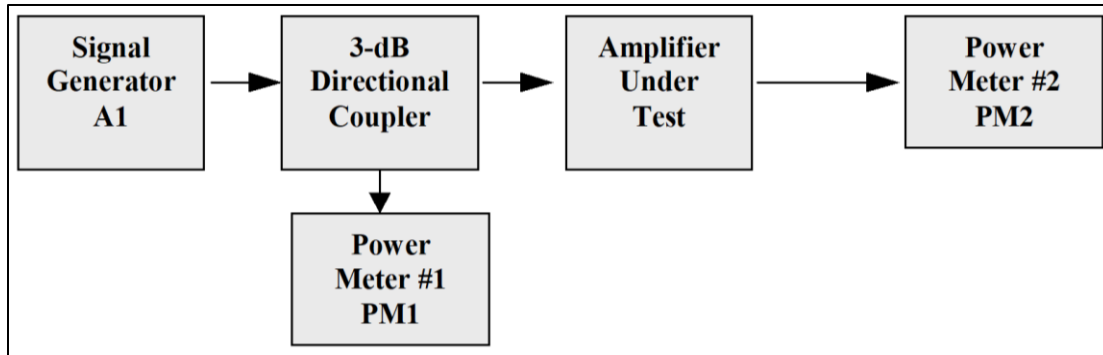 Signal
Generator
A1
3-dB
Directional
Coupler
Amplifier
Under
Test
Power
Meter #2
PM2
Power
Meter #1
PM1